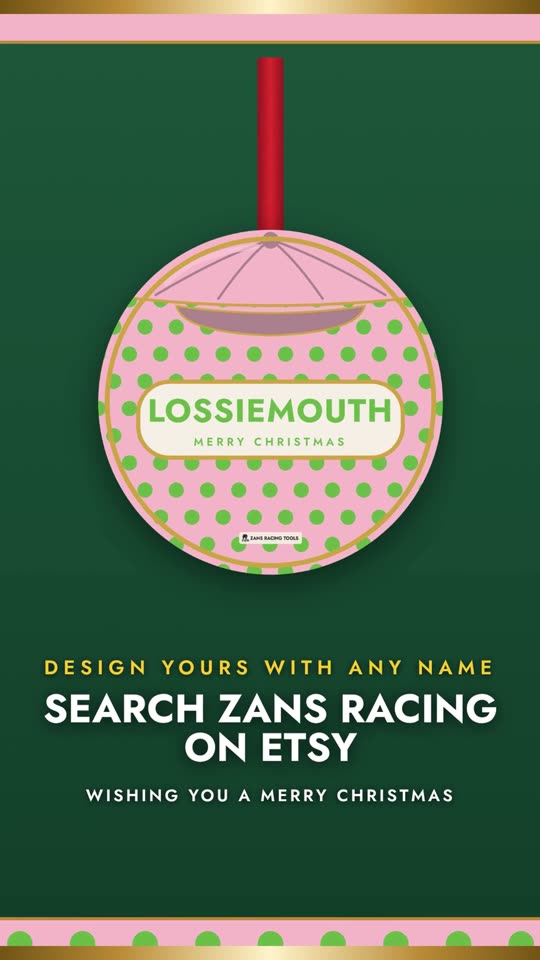 LOSSIEMOUTH
MERRY CHRISTMAS
ZANS RACING TOOLS
DESIGN YOURS WITH ANY NAME
SEARCH ZANS RACING
ON ETSY
WISHING YOU A MERRY CHRISTMAS